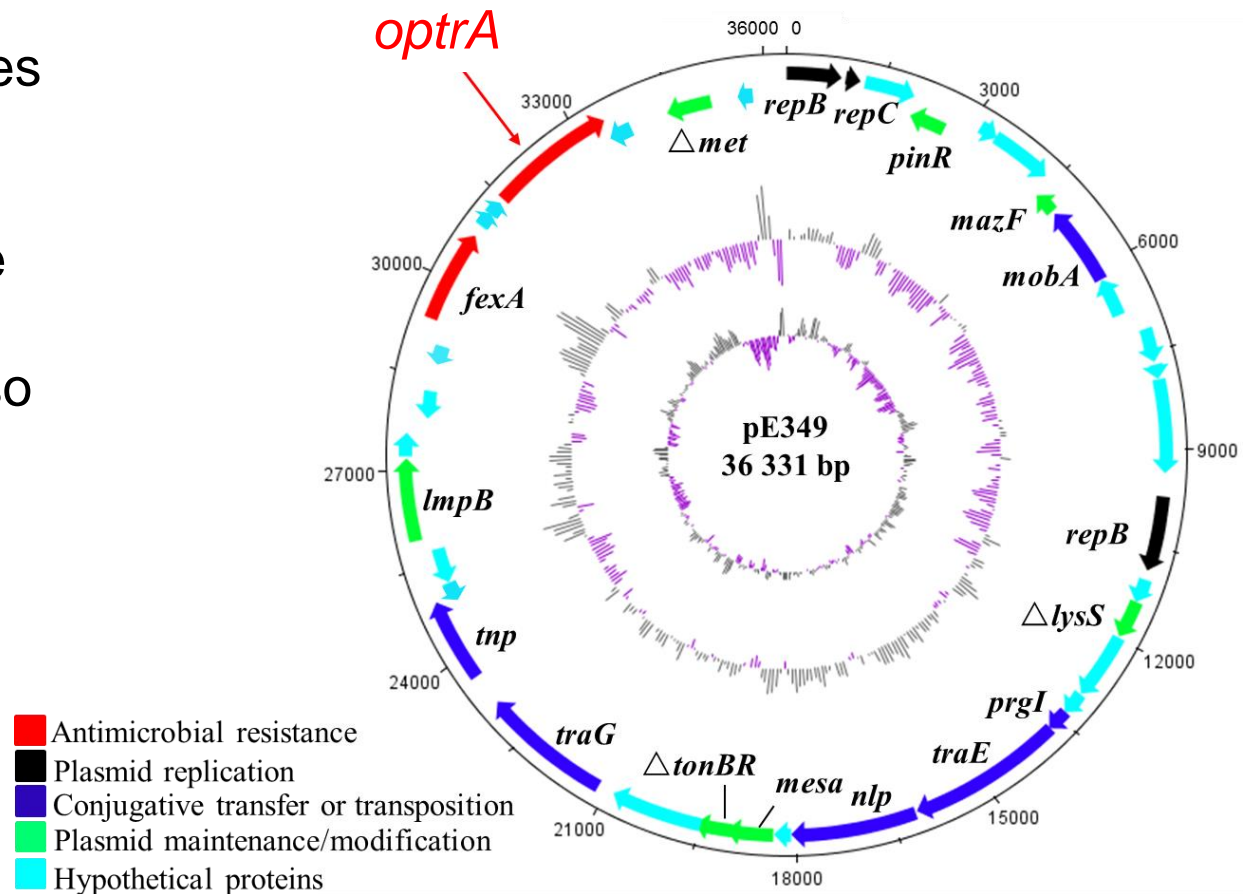 optrA
es
e
so
36000 0
3000
6000
9000
12000
15000
18000
21000
24000
27000
30000
33000
repB
repC
pinR
mazF
mobA
repB
△lysS
prgI
traE
nlp
mesa
△tonBR
traG
tnp
lmpB
fexA
△met
pE349
36 331 bp
Antimicrobial resistance
Plasmid replication
Conjugative transfer or transposition
Plasmid maintenance/modification
Hypothetical proteins